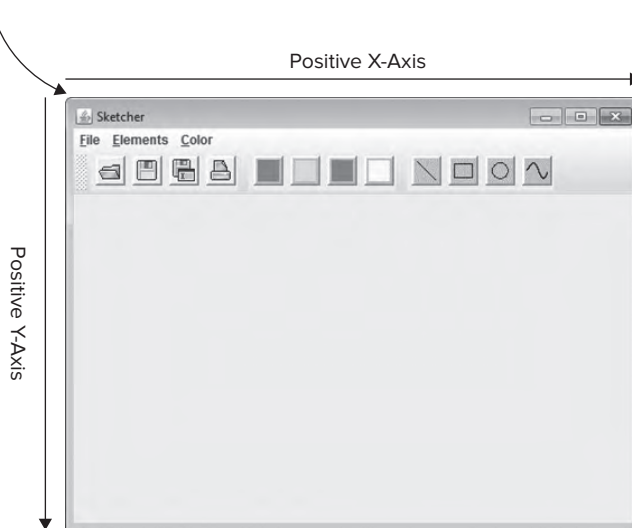 Positive X-Axis
Sketcher
File Elements Color
Positive Y-Axis